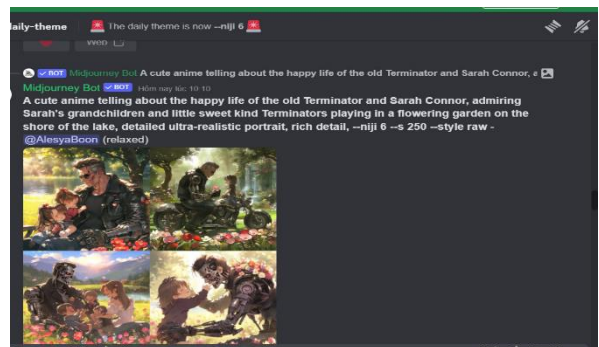 daily-theme The daily theme is now --niji 6
Web
BOT Midjourney Bot A cute anime telling about the happy life of the old Terminator and Sarah Connor, a
Midjourney Bot BOT Hôm nay lúc 10:10
A cute anime telling about the happy life of the old Terminator and Sarah Connor, admiring
Sarah's grandchildren and little sweet kind Terminators playing in a flowering garden on the
shore of the lake, detailed ultra-realistic portrait, rich detail, --niji 6 --s 250 --style raw -
@AlesyaBoon (relaxed)